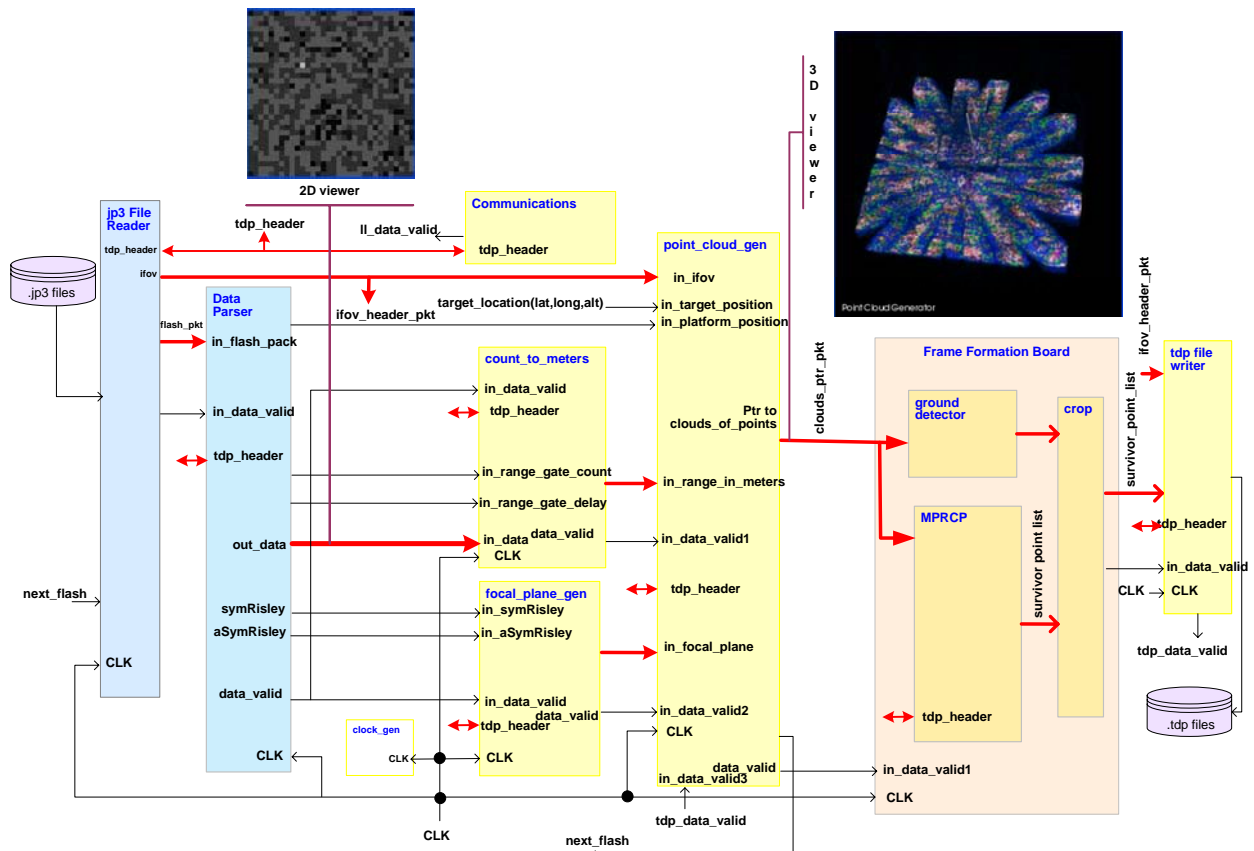 2D viewer
3D viewer
Point Cloud Generator
jp3 File
Reader
tdp_header
ifov
flash_pkt
next_flash
CLK
.jp3 files
tdp_header
ifov_header_pkt
Communications
ll_data_valid
tdp_header
target_location(lat,long,alt)
Data
Parser
in_flash_pack
in_data_valid
tdp_header
out_data
symRisley
aSymRisley
data_valid
CLK
count_to_meters
in_data_valid
tdp_header
in_range_gate_count
in_range_gate_delay
in_data
data_valid
CLK
focal_plane_gen
in_symRisley
in_aSymRisley
in_data_valid
tdp_header
data_valid
CLK
clock_gen
CLK
CLK
point_cloud_gen
in_ifov
in_target_position
in_platform_position
Ptr to
clouds_of_points
in_range_in_meters
in_data_valid1
tdp_header
in_focal_plane
in_data_valid2
CLK
data_valid
in_data_valid3
tdp_data_valid
next_flash
clouds_ptr_pkt
Frame Formation Board
ground
detector
crop
MPRCP
survivor point list
tdp_header
in_data_valid1
CLK
survivor_point_list
ifov_header_pkt
tdp file
writer
tdp_header
in_data_valid
CLK
CLK
tdp_data_valid
.tdp files